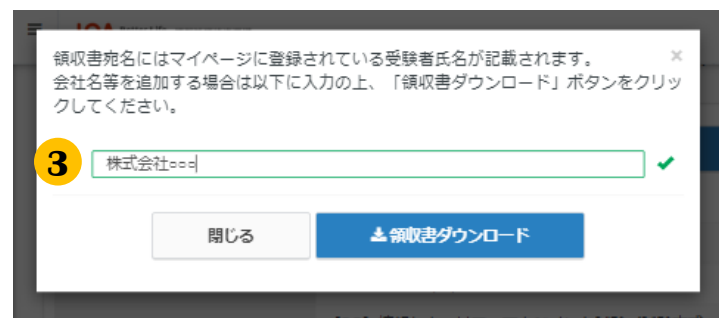 領収書宛名にはマイページに登録されている受験者氏名が記載されます。
×
会社名等を追加する場合は以下に入力の上、「領収書ダウンロード」ボタンをクリッ
クしてください。
3
株式会社○○○
閉じる
領収書ダウンロード